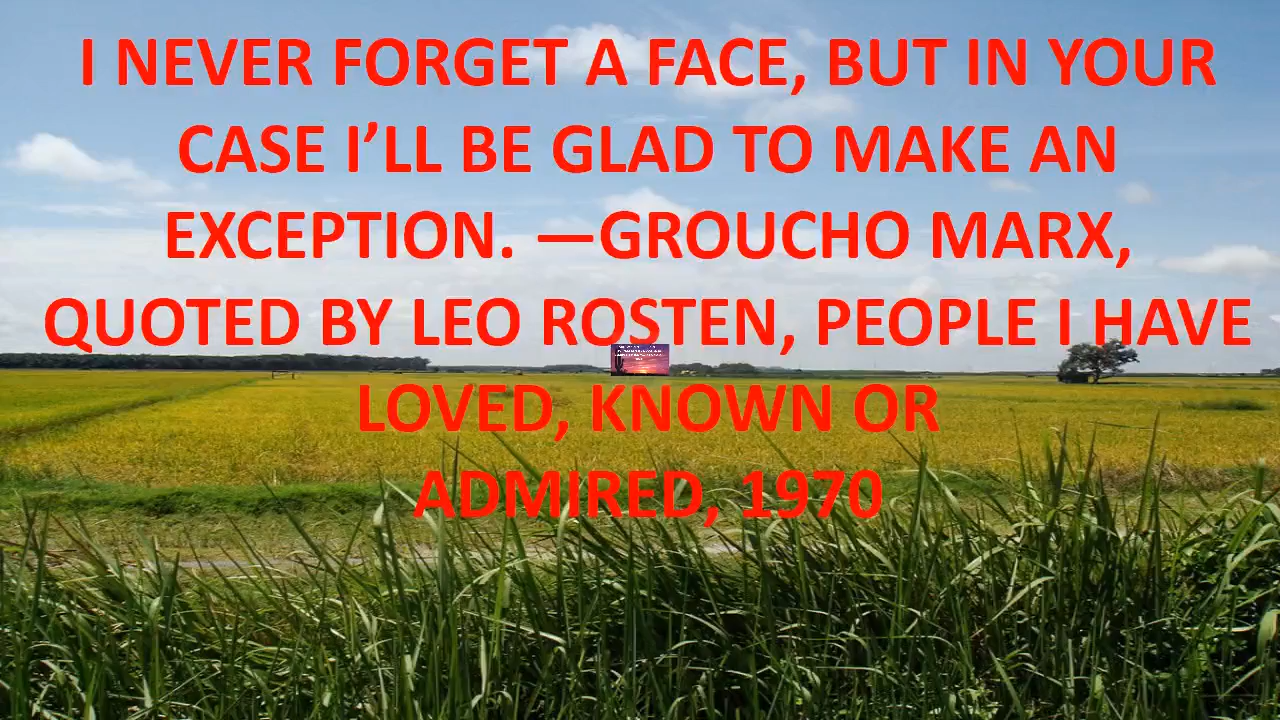 I NEVER FORGET A FACE, BUT IN YOUR
CASE I’LL BE GLAD TO MAKE AN
EXCEPTION. —GROUCHO MARX,
QUOTED BY LEO ROSTEN, PEOPLE I HAVE
LOVED, KNOWN OR
ADMIRED, 1970